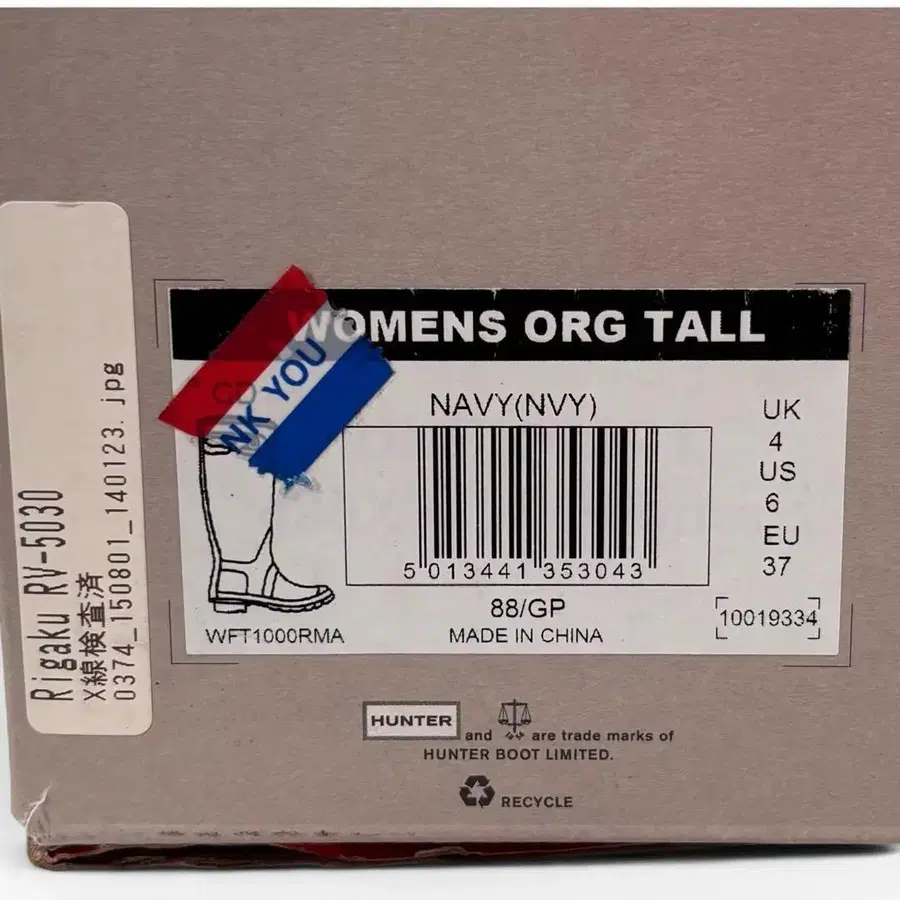 WOMENS ORG TALL
NK YOU
NAVY(NVY)
UK
4
US
6
EU
37
5 013441 353043
88/GP
MADE IN CHINA
WFT1000RMA
10019334
Rigaku RV-5030
X線検査済
0374_150801_140123.jpg
HUNTER and are trade marks of
HUNTER BOOT LIMITED.
RECYCLE